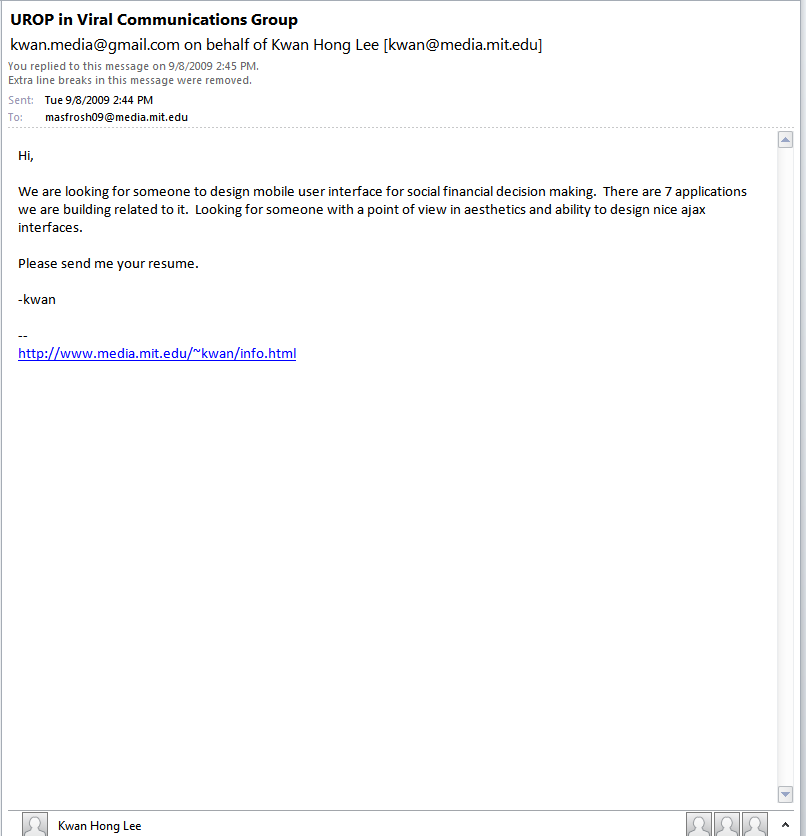 UROP in Viral Communications Group
kwan.media@gmail.com on behalf of Kwan Hong Lee [kwan@media.mit.edu]
You replied to this message on 9/8/2009 2:45 PM.
Extra line breaks in this message were removed.
Sent: Tue 9/8/2009 2:44 PM
To: masfrosh09@media.mit.edu
Hi,
We are looking for someone to design mobile user interface for social financial decision making.  There are 7 applications
we are building related to it.  Looking for someone with a point of view in aesthetics and ability to design nice ajax
interfaces.
Please send me your resume.
-kwan
--
http://www.media.mit.edu/~kwan/info.html
Kwan Hong Lee